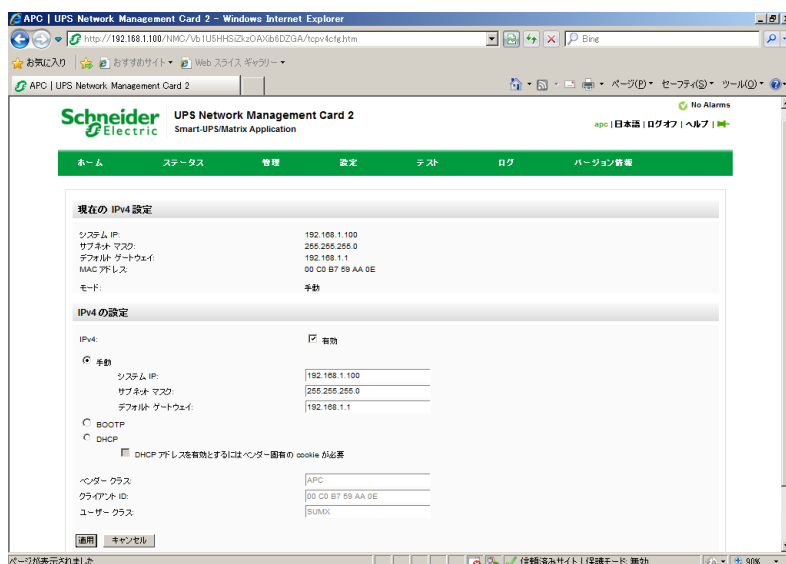 APC | UPS Network Management Card 2 - Windows Internet Explorer
http://192.168.1.100/NMC/Vb1U5HHSiZkzOAXib6DZGA/tcpv4cfg.htm
Bing
お気に入り おすすめサイト Web スライス ギャラリー
APC | UPS Network Management Card 2
ページ(P) セーフティ(S) ツール(O)
No Alarms
Schneider Electric
UPS Network Management Card 2
Smart-UPS/Matrix Application
apc | 日本語 | ログオフ | ヘルプ |
ホーム ステータス 管理 設定 テスト ログ バージョン情報
現在の IPv4 設定
システム IP: 192.168.1.100
サブネット マスク: 255.255.255.0
デフォルト ゲートウェイ: 192.168.1.1
MAC アドレス: 00 C0 B7 59 AA 0E
モード: 手動
IPv4 の設定
IPv4: 有効
手動
システム IP: 192.168.1.100
サブネット マスク: 255.255.255.0
デフォルト ゲートウェイ: 192.168.1.1
BOOTP
DHCP
DHCP アドレスを有効とするにはベンダー固有の cookie が必要
ベンダー クラス: APC
クライアント ID: 00 C0 B7 59 AA 0E
ユーザー クラス: SUMX
適用 キャンセル
ページが表示されました 信頼済みサイト | 保護モード: 無効 90%